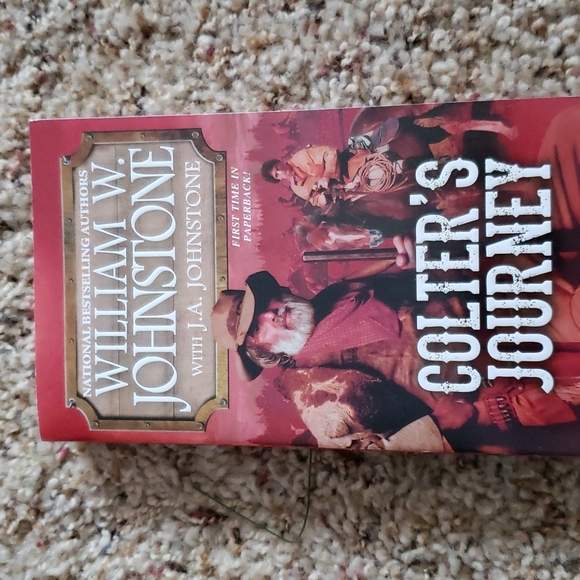 NATIONAL BESTSELLING AUTHORS
WILLIAM W.
JOHNSTONE
WITH J.A. JOHNSTONE
FIRST TIME IN
PAPERBACK!
COLTER'S
JOURNEY